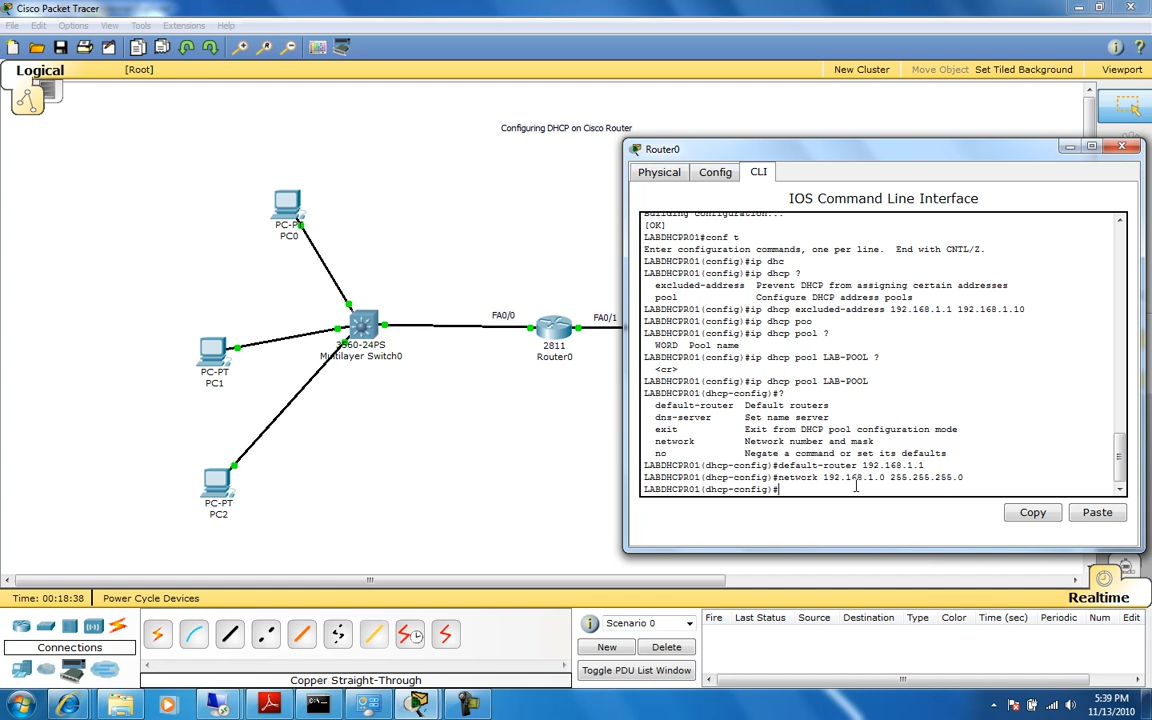 Cisco Packet Tracer
File Edit Options View Tools Extensions Help
Logical
[Root]
New Cluster
Move Object
Set Tiled Background
Viewport
Configuring DHCP on Cisco Router
PC0
PC-PT
PC1
PC-PT
PC2
3560-24PS
Multilayer Switch0
FA0/0
FA0/1
2811
Router0
Router0
Physical Config CLI
IOS Command Line Interface
Building configuration...
[OK]
LABDHCPR01#conf t
Enter configuration commands, one per line.  End with CNTL/Z.
LABDHCPR01(config)#ip dhc
LABDHCPR01(config)#ip dhcp ?
excluded-address  Prevent DHCP from assigning certain addresses
pool              Configure DHCP address pools
LABDHCPR01(config)#ip dhcp excluded-address 192.168.1.1 192.168.1.10
LABDHCPR01(config)#ip dhcp poo
LABDHCPR01(config)#ip dhcp pool ?
WORD  Pool name
LABDHCPR01(config)#ip dhcp pool LAB-POOL ?
<cr>
LABDHCPR01(config)#ip dhcp pool LAB-POOL
LABDHCPR01(dhcp-config)#?
default-router  Default routers
dns-server      Set name server
exit            Exit from DHCP pool configuration mode
network         Network number and mask
no              Negate a command or set its defaults
LABDHCPR01(dhcp-config)#default-router 192.168.1.1
LABDHCPR01(dhcp-config)#network 192.168.1.0 255.255.255.0
LABDHCPR01(dhcp-config)#
Copy
Paste
Time: 00:18:38
Power Cycle Devices
Realtime
Connections
Copper Straight-Through
Scenario 0
New
Delete
Toggle PDU List Window
Fire Last Status Source Destination Type Color Time (sec) Periodic Num Edit
5:39 PM
11/13/2010